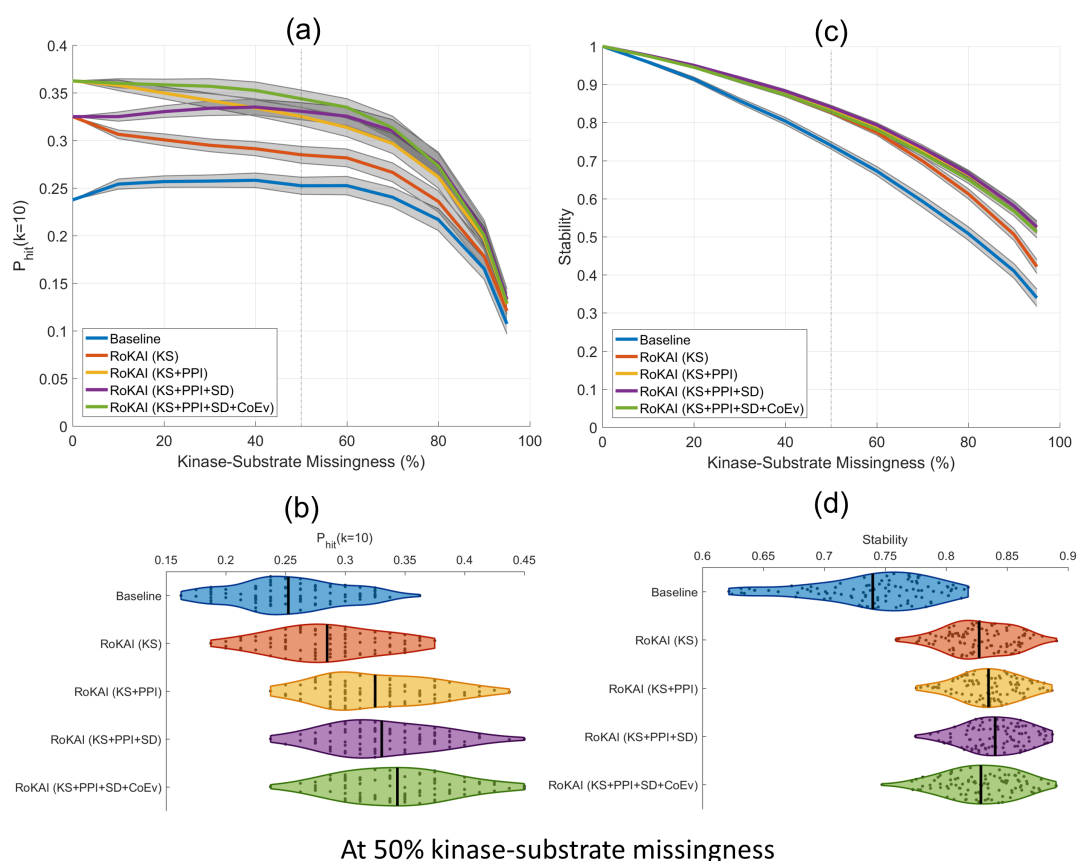 (a)
0.4
0.35
0.3
0.25
0.2
0.15
0.1
0.05
0
P_hit(k=10)
Baseline
RoKAI (KS)
RoKAI (KS+PPI)
RoKAI (KS+PPI+SD)
RoKAI (KS+PPI+SD+CoEv)
0 20 40 60 80 100
Kinase-Substrate Missingness (%)
(c)
1
0.9
0.8
0.7
0.6
0.5
0.4
0.3
0.2
0.1
0
Stability
Baseline
RoKAI (KS)
RoKAI (KS+PPI)
RoKAI (KS+PPI+SD)
RoKAI (KS+PPI+SD+CoEv)
0 20 40 60 80 100
Kinase-Substrate Missingness (%)
(b)
P_hit(k=10)
0.15 0.2 0.25 0.3 0.35 0.4 0.45
Baseline
RoKAI (KS)
RoKAI (KS+PPI)
RoKAI (KS+PPI+SD)
RoKAI (KS+PPI+SD+CoEv)
(d)
Stability
0.6 0.65 0.7 0.75 0.8 0.85 0.9
Baseline
RoKAI (KS)
RoKAI (KS+PPI)
RoKAI (KS+PPI+SD)
RoKAI (KS+PPI+SD+CoEv)
At 50% kinase-substrate missingness